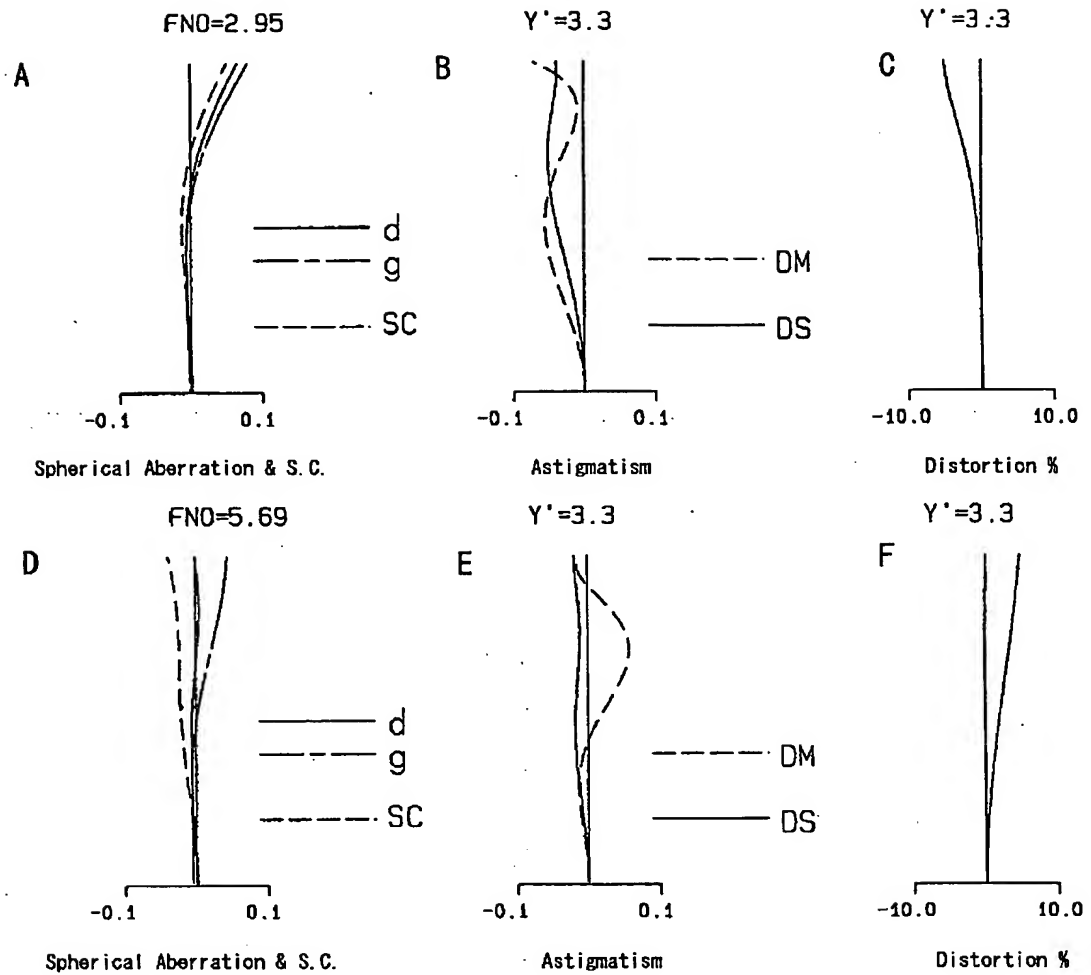 FNO=2.95
Y'=3.3
Y'=3.3
A
B
C
d
g
SC
DM
DS
-0.1
0.1
-0.1
0.1
-10.0
10.0
Spherical Aberration & S.C.
Astigmatism
Distortion %
FNO=5.69
Y'=3.3
Y'=3.3
D
E
F
d
g
SC
DM
DS
-0.1
0.1
-0.1
0.1
-10.0
10.0
Spherical Aberration & S.C.
Astigmatism
Distortion %